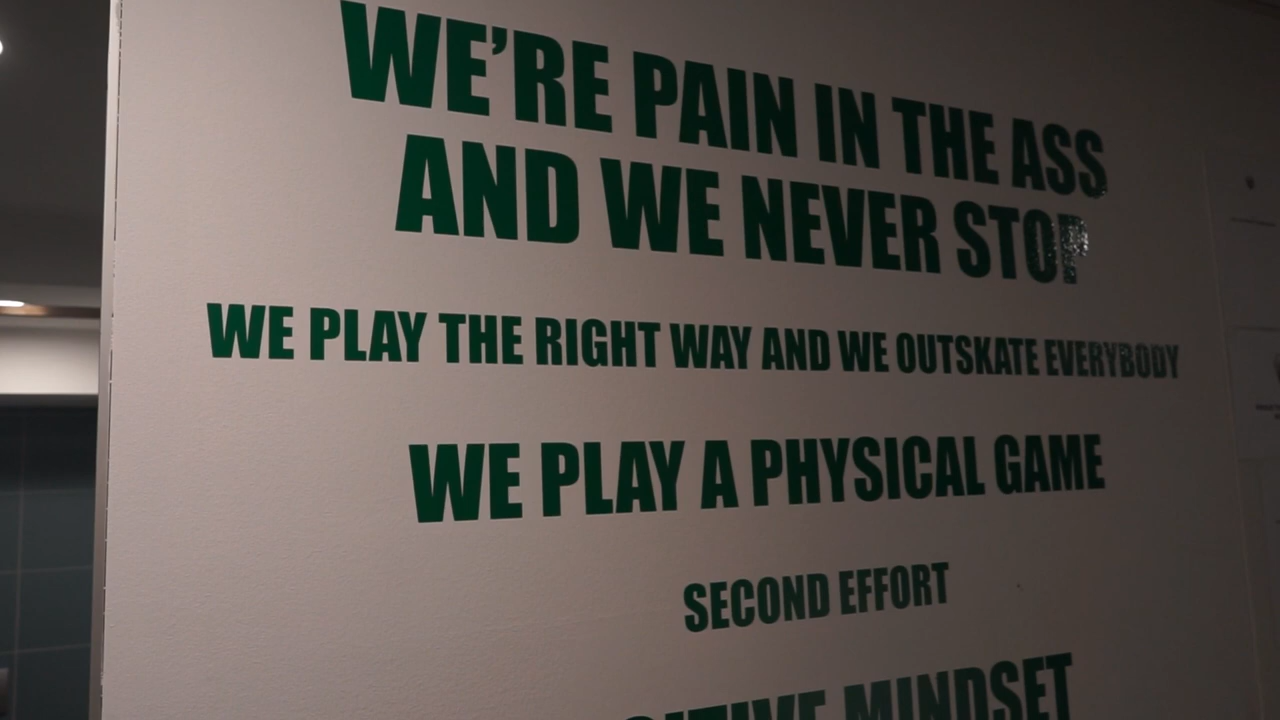 WE'RE PAIN IN THE ASS
AND WE NEVER STOP
WE PLAY THE RIGHT WAY AND WE OUTSKATE EVERYBODY
WE PLAY A PHYSICAL GAME
SECOND EFFORT
MINDSET